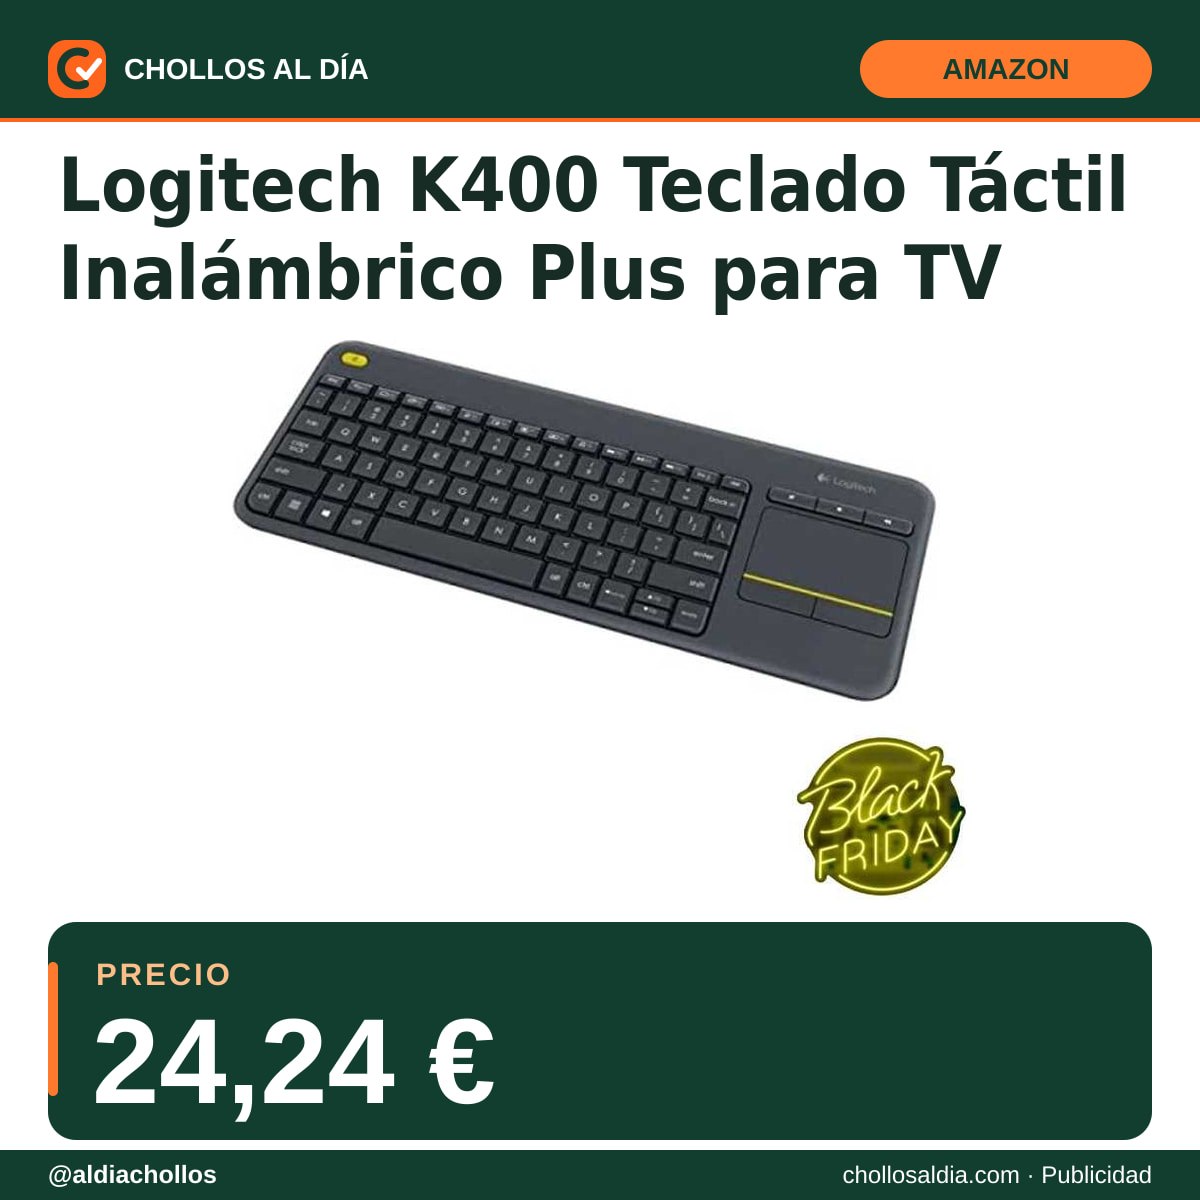 CHOLLOS AL DÍA
AMAZON
Logitech K400 Teclado Táctil
Inalámbrico Plus para TV
Logitech
Black
FRIDAY
PRECIO
24,24 €
@aldiachollos
chollosaldia.com · Publicidad